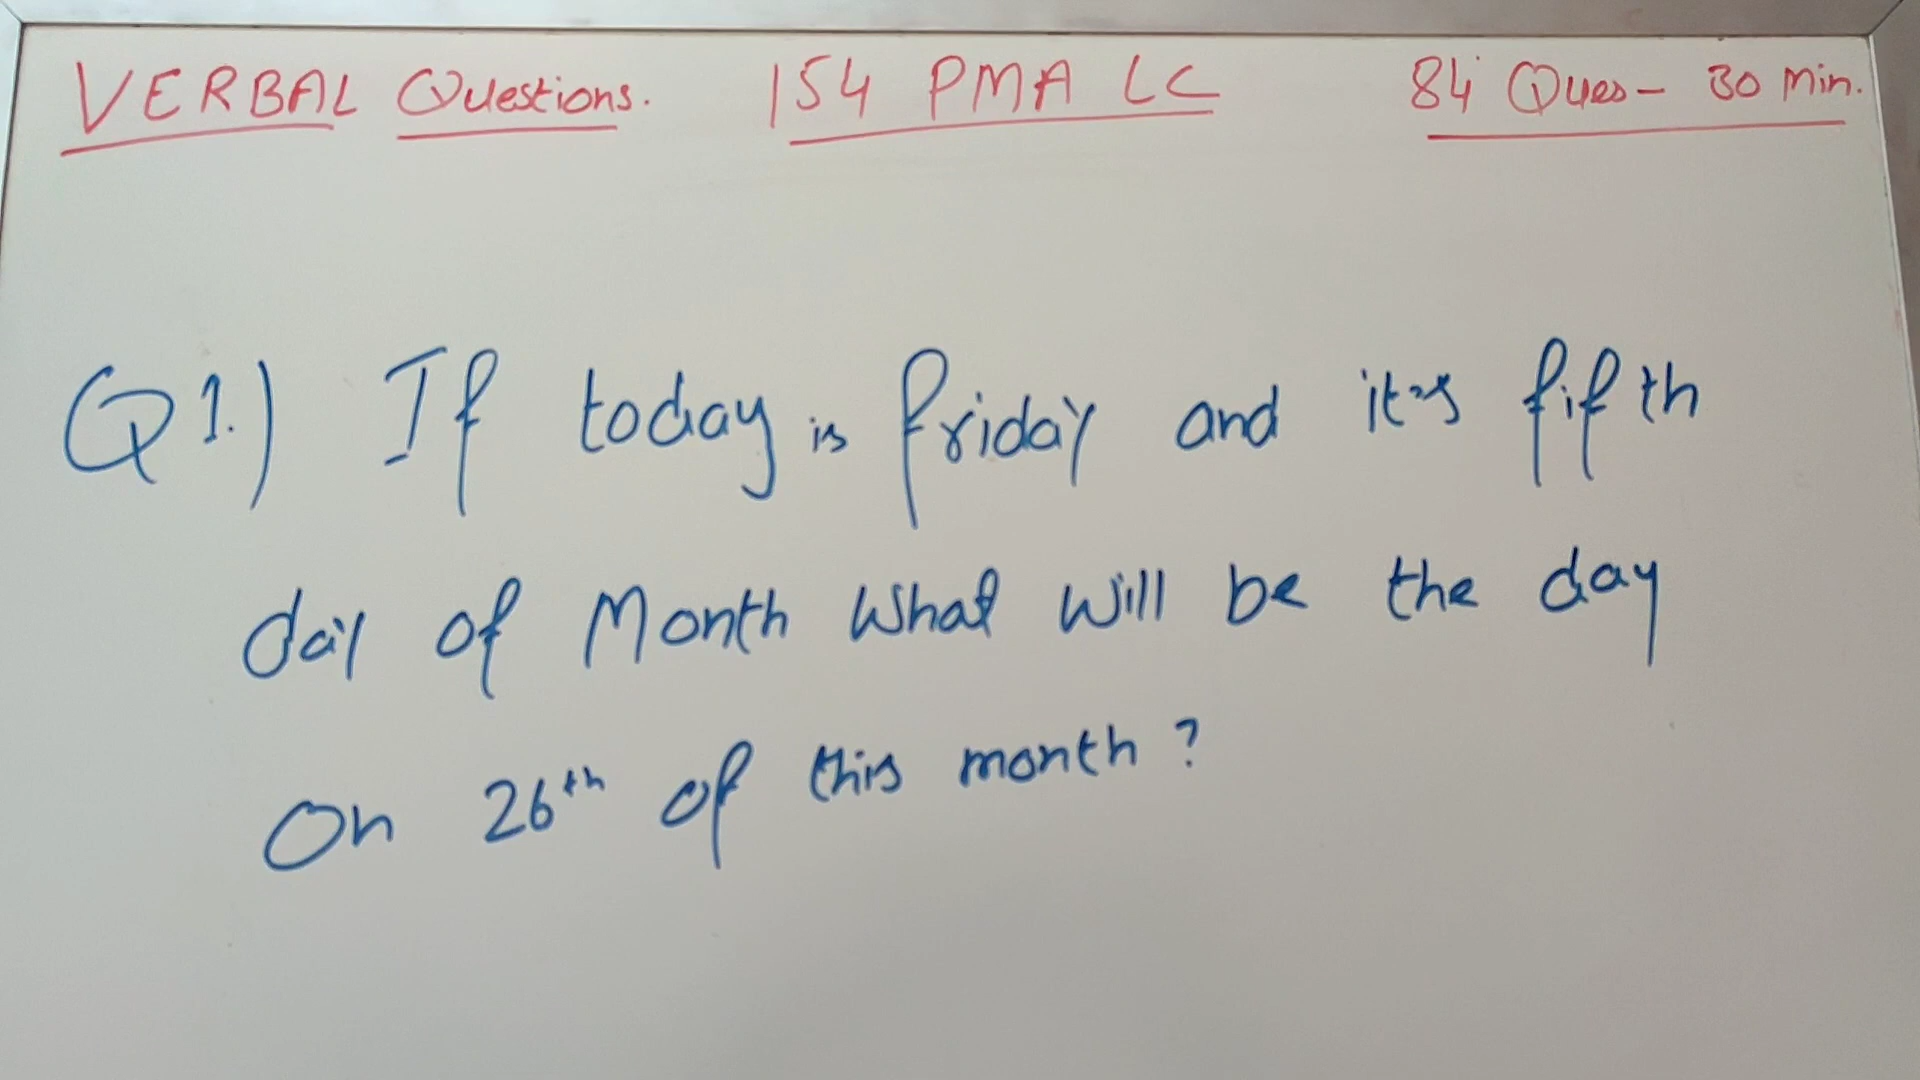 VERBAL Questions. 154 PMA LC 84 Ques - 30 Min.
Q1.) If today is friday and it's fifth
day of Month What Will be the day
On 26th of this month ?